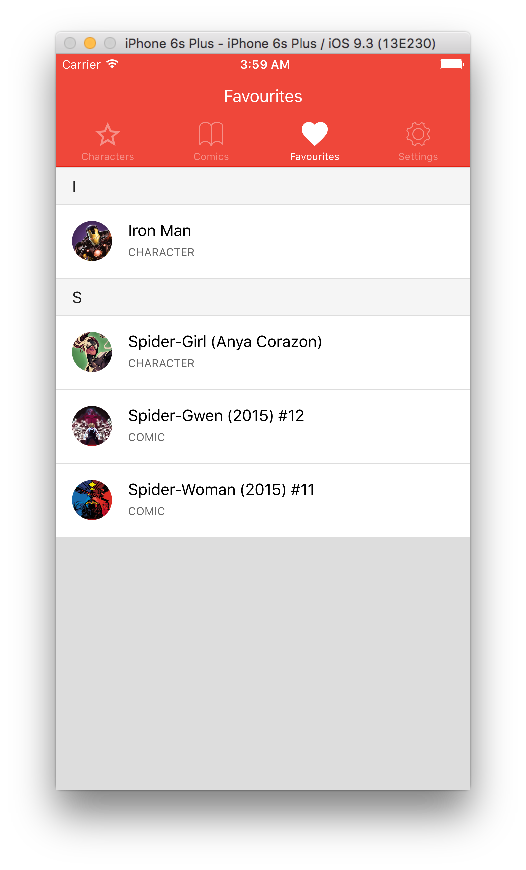 iPhone 6s Plus - iPhone 6s Plus / iOS 9.3 (13E230)
Carrier 3:59 AM
Favourites
Characters Comics Favourites Settings
I
Iron Man
CHARACTER
S
Spider-Girl (Anya Corazon)
CHARACTER
Spider-Gwen (2015) #12
COMIC
Spider-Woman (2015) #11
COMIC